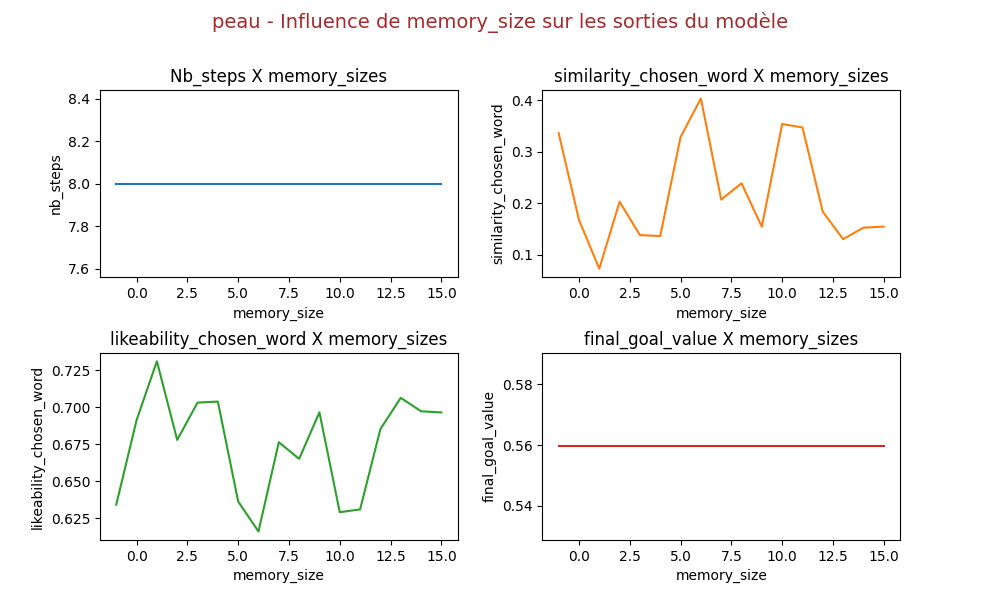 peau - Influence de memory_size sur les sorties du modèle
Nb_steps X memory_sizes
8.4
8.2
8.0
7.8
7.6
nb_steps
0.0 2.5 5.0 7.5 10.0 12.5 15.0
memory_size
similarity_chosen_word X memory_sizes
0.4
0.3
0.2
0.1
similarity_chosen_word
0.0 2.5 5.0 7.5 10.0 12.5 15.0
memory_size
likeability_chosen_word X memory_sizes
0.725
0.700
0.675
0.650
0.625
likeability_chosen_word
0.0 2.5 5.0 7.5 10.0 12.5 15.0
memory_size
final_goal_value X memory_sizes
0.58
0.56
0.54
final_goal_value
0.0 2.5 5.0 7.5 10.0 12.5 15.0
memory_size